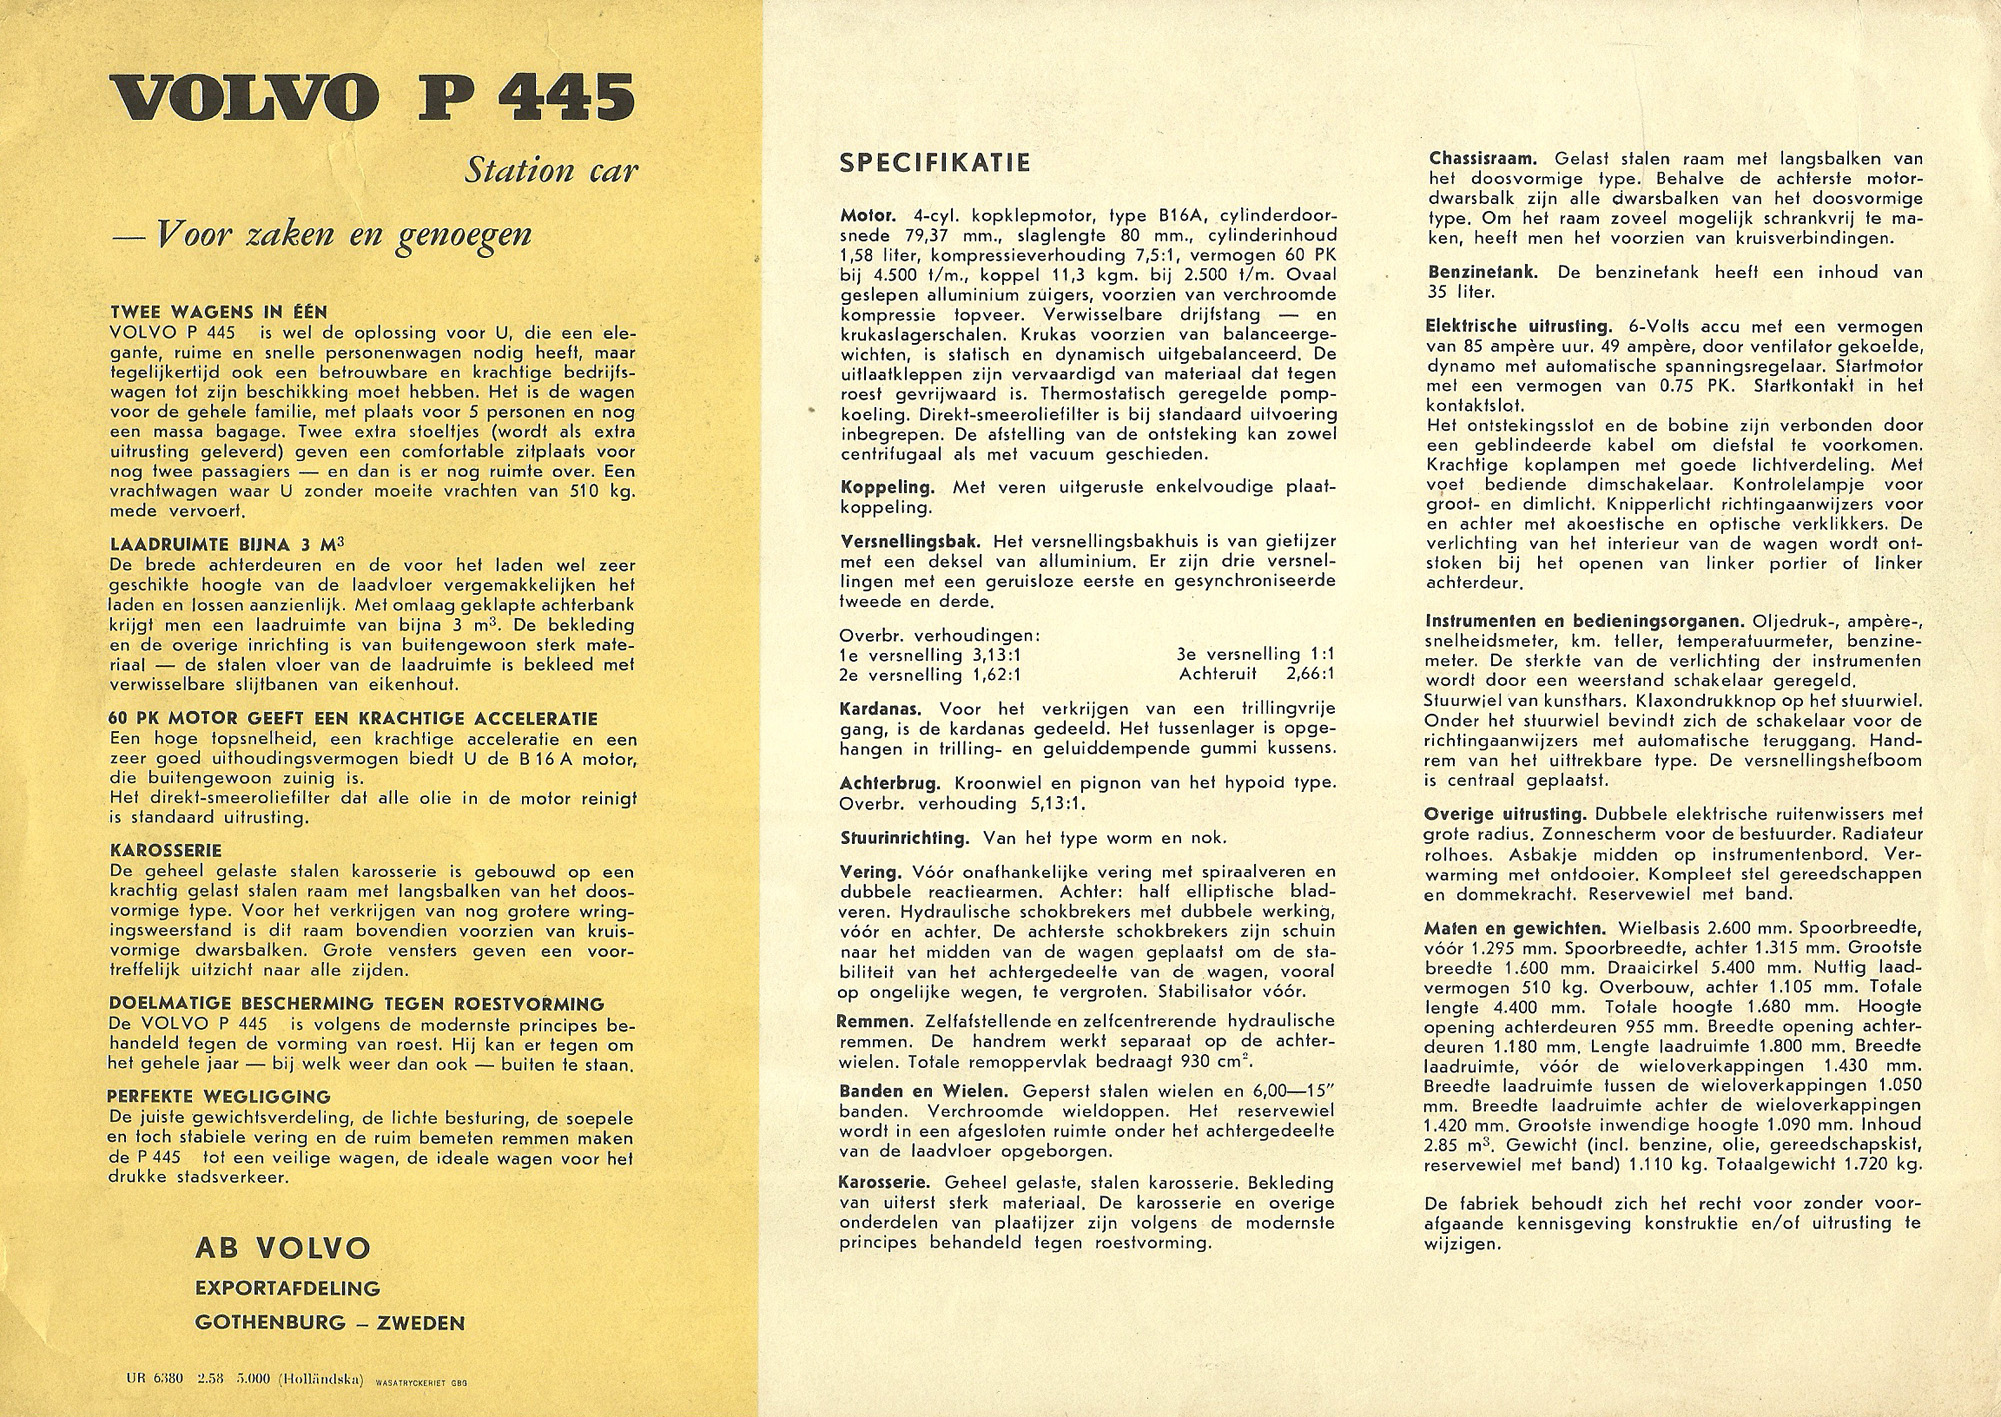 VOLVO P 445
Station car
— Voor zaken en genoegen
TWEE WAGENS IN ÉÉN
VOLVO P 445 is wel de oplossing voor U, die een ele-
gante, ruime en snelle personenwagen nodig heeft, maar
tegelijkertijd ook een betrouwbare en krachtige bedrijfs-
wagen tot zijn beschikking moet hebben. Het is de wagen
voor de gehele familie, met plaats voor 5 personen en nog
een massa bagage. Twee extra stoeltjes (wordt als extra
uitrusting geleverd) geven een comfortable zitplaats voor
nog twee passagiers — en dan is er nog ruimte over. Een
vrachtwagen waar U zonder moeite vrachten van 510 kg.
mede vervoert.
LAADRUIMTE BIJNA 3 M³
De brede achterdeuren en de voor het laden wel zeer
geschikte hoogte van de laadvloer vergemakkelijken het
laden en lossen aanzienlijk. Met omlaag geklapte achterbank
krijgt men een laadruimte van bijna 3 m³. De bekleding
en de overige inrichting is van buitengewoon sterk mate-
riaal — de stalen vloer van de laadruimte is bekleed met
verwisselbare slijtbanen van eikenhout.
60 PK MOTOR GEEFT EEN KRACHTIGE ACCELERATIE
Een hoge topsnelheid, een krachtige acceleratie en een
zeer goed uithoudingsvermogen biedt U de B 16 A motor,
die buitengewoon zuinig is.
Het direkt-smeeroliefilter dat alle olie in de motor reinigt
is standaard uitrusting.
KAROSSERIE
De geheel gelaste stalen karosserie is gebouwd op een
krachtig gelast stalen raam met langsbalken van het doos-
vormige type. Voor het verkrijgen van nog grotere wring-
ingsweerstand is dit raam bovendien voorzien van kruis-
vormige dwarsbalken. Grote vensters geven een voor-
treffelijk uitzicht naar alle zijden.
DOELMATIGE BESCHERMING TEGEN ROESTVORMING
De VOLVO P 445 is volgens de modernste principes be-
handeld tegen de vorming van roest. Hij kan er tegen om
het gehele jaar — bij welk weer dan ook — buiten te staan.
PERFEKTE WEGLIGGING
De juiste gewichtsverdeling, de lichte besturing, de soepele
en toch stabiele vering en de ruim bemeten remmen maken
de P 445 tot een veilige wagen, de ideale wagen voor het
drukke stadsverkeer.
AB VOLVO
EXPORTAFDELING
GOTHENBURG – ZWEDEN
UR 6380 2.58 5.000 (Holländska) WASATRYCKERIET GBG
SPECIFIKATIE
Motor. 4-cyl. kopklepmotor, type B16A, cylinderdoor-
snede 79,37 mm., slaglengte 80 mm., cylinderinhoud
1,58 liter, kompressieverhouding 7,5:1, vermogen 60 PK
bij 4.500 t/m., koppel 11,3 kgm. bij 2.500 t/m. Ovaal
geslepen alluminium zuigers, voorzien van verchroomde
kompressie topveer. Verwisselbare drijfstang — en
krukaslagerschalen. Krukas voorzien van balanceerge-
wichten, is statisch en dynamisch uitgebalanceerd. De
uitlaatkleppen zijn vervaardigd van materiaal dat tegen
roest gevrijwaard is. Thermostatisch geregelde pomp-
koeling. Direkt-smeeroliefilter is bij standaard uitvoering
inbegrepen. De afstelling van de ontsteking kan zowel
centrifugaal als met vacuum geschieden.
Koppeling. Met veren uitgeruste enkelvoudige plaat-
koppeling.
Versnellingsbak. Het versnellingsbakhuis is van gietijzer
met een deksel van alluminium. Er zijn drie versnel-
lingen met een geruisloze eerste en gesynchroniseerde
tweede en derde.
Overbr. verhoudingen:
1e versnelling 3,13:1 3e versnelling 1:1
2e versnelling 1,62:1 Achteruit 2,66:1
Kardanas. Voor het verkrijgen van een trillingvrije
gang, is de kardanas gedeeld. Het tussenlager is opge-
hangen in trilling- en geluiddempende gummi kussens.
Achterbrug. Kroonwiel en pignon van het hypoid type.
Overbr. verhouding 5,13:1.
Stuurinrichting. Van het type worm en nok.
Vering. Vóór onafhankelijke vering met spiraalveren en
dubbele reactiearmen. Achter: half elliptische blad-
veren. Hydraulische schokbrekers met dubbele werking,
vóór en achter. De achterste schokbrekers zijn schuin
naar het midden van de wagen geplaatst om de sta-
biliteit van het achtergedeelte van de wagen, vooral
op ongelijke wegen, te vergroten. Stabilisator vóór.
Remmen. Zelfafstellende en zelfcentrerende hydraulische
remmen. De handrem werkt separaat op de achter-
wielen. Totale remoppervlak bedraagt 930 cm².
Banden en Wielen. Geperst stalen wielen en 6,00—15″
banden. Verchroomde wieldoppen. Het reservewiel
wordt in een afgesloten ruimte onder het achtergedeelte
van de laadvloer opgeborgen.
Karosserie. Geheel gelaste, stalen karosserie. Bekleding
van uiterst sterk materiaal. De karosserie en overige
onderdelen van plaatijzer zijn volgens de modernste
principes behandeld tegen roestvorming.
Chassisraam. Gelast stalen raam met langsbalken van
het doosvormige type. Behalve de achterste motor-
dwarsbalk zijn alle dwarsbalken van het doosvormige
type. Om het raam zoveel mogelijk schrankvrij te ma-
ken, heeft men het voorzien van kruisverbindingen.
Benzinetank. De benzinetank heeft een inhoud van
35 liter.
Elektrische uitrusting. 6-Volts accu met een vermogen
van 85 ampère uur. 49 ampère, door ventilator gekoelde,
dynamo met automatische spanningsregelaar. Startmotor
met een vermogen van 0.75 PK. Startkontakt in het
kontaktslot.
Het ontstekingsslot en de bobine zijn verbonden door
een geblindeerde kabel om diefstal te voorkomen.
Krachtige koplampen met goede lichtverdeling. Met
voet bediende dimschakelaar. Kontrolelampje voor
groot- en dimlicht. Knipperlicht richtingaanwijzers voor
en achter met akoestische en optische verklikkers. De
verlichting van het interieur van de wagen wordt ont-
stoken bij het openen van linker portier of linker
achterdeur.
Instrumenten en bedieningsorganen. Oljedruk-, ampère-,
snelheidsmeter, km. teller, temperatuurmeter, benzine-
meter. De sterkte van de verlichting der instrumenten
wordt door een weerstand schakelaar geregeld.
Stuurwiel van kunsthars. Klaxondrukknop op het stuurwiel.
Onder het stuurwiel bevindt zich de schakelaar voor de
richtingaanwijzers met automatische teruggang. Hand-
rem van het uittrekbare type. De versnellingshefboom
is centraal geplaatst.
Overige uitrusting. Dubbele elektrische ruitenwissers met
grote radius. Zonnescherm voor de bestuurder. Radiateur
rolhoes. Asbakje midden op instrumentenbord. Ver-
warming met ontdooier. Kompleet stel gereedschappen
en dommekracht. Reservewiel met band.
Maten en gewichten. Wielbasis 2.600 mm. Spoorbreedte,
vóór 1.295 mm. Spoorbreedte, achter 1.315 mm. Grootste
breedte 1.600 mm. Draaicirkel 5.400 mm. Nuttig laad-
vermogen 510 kg. Overbouw, achter 1.105 mm. Totale
lengte 4.400 mm. Totale hoogte 1.680 mm. Hoogte
opening achterdeuren 955 mm. Breedte opening achter-
deuren 1.180 mm. Lengte laadruimte 1.800 mm. Breedte
laadruimte, vóór de wieloverkappingen 1.430 mm.
Breedte laadruimte tussen de wieloverkappingen 1.050
mm. Breedte laadruimte achter de wieloverkappingen
1.420 mm. Grootste inwendige hoogte 1.090 mm. Inhoud
2.85 m³. Gewicht (incl. benzine, olie, gereedschapskist,
reservewiel met band) 1.110 kg. Totaalgewicht 1.720 kg.
De fabriek behoudt zich het recht voor zonder voor-
afgaande kennisgeving konstruktie en/of uitrusting te
wijzigen.